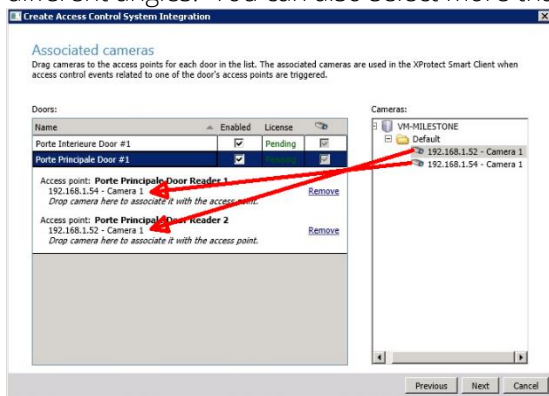 different angles. You can also select more tha
Create Access Control System Integration
Associated cameras
Drag cameras to the access points for each door in the list. The associated cameras are used in the XProtect Smart Client when
access control events related to one of the door's access points are triggered.
Doors:
Cameras:
Name Enabled License
Porte Interieure Door #1 Pending
Porte Principale Door #1 Pending
Access point: Porte Principale Door Reader 1
192.168.1.54 - Camera 1 Remove
Drop camera here to associate it with the access point.
Access point: Porte Principale Door Reader 2
192.168.1.52 - Camera 1 Remove
Drop camera here to associate it with the access point.
VM-MILESTONE
Default
192.168.1.52 - Camera 1
192.168.1.54 - Camera 1
Previous Next Cancel